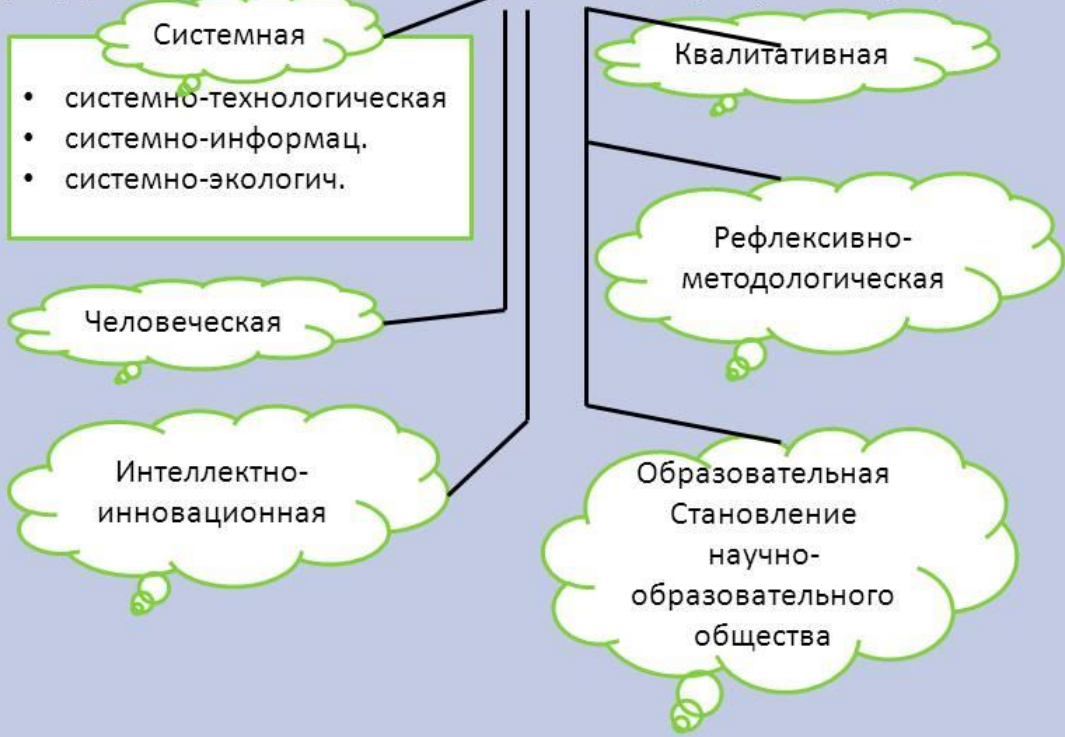 Системная
• системно-технологическая
• системно-информац.
• системно-экологич.
Человеческая
Интеллектно-
инновационная
Квалитативная
Рефлексивно-
методологическая
Образовательная
Становление
научно-
образовательного
общества